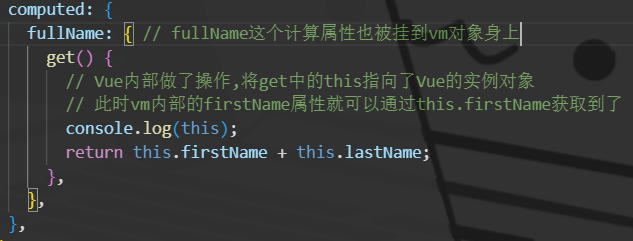 computed: {
fullName: { // fullName这个计算属性也被挂到vm对象身上
get() {
// Vue内部做了操作,将get中的this指向了Vue的实例对象
// 此时vm内部的firstName属性就可以通过this.firstName获取到了
console.log(this);
return this.firstName + this.lastName;
},
},
},